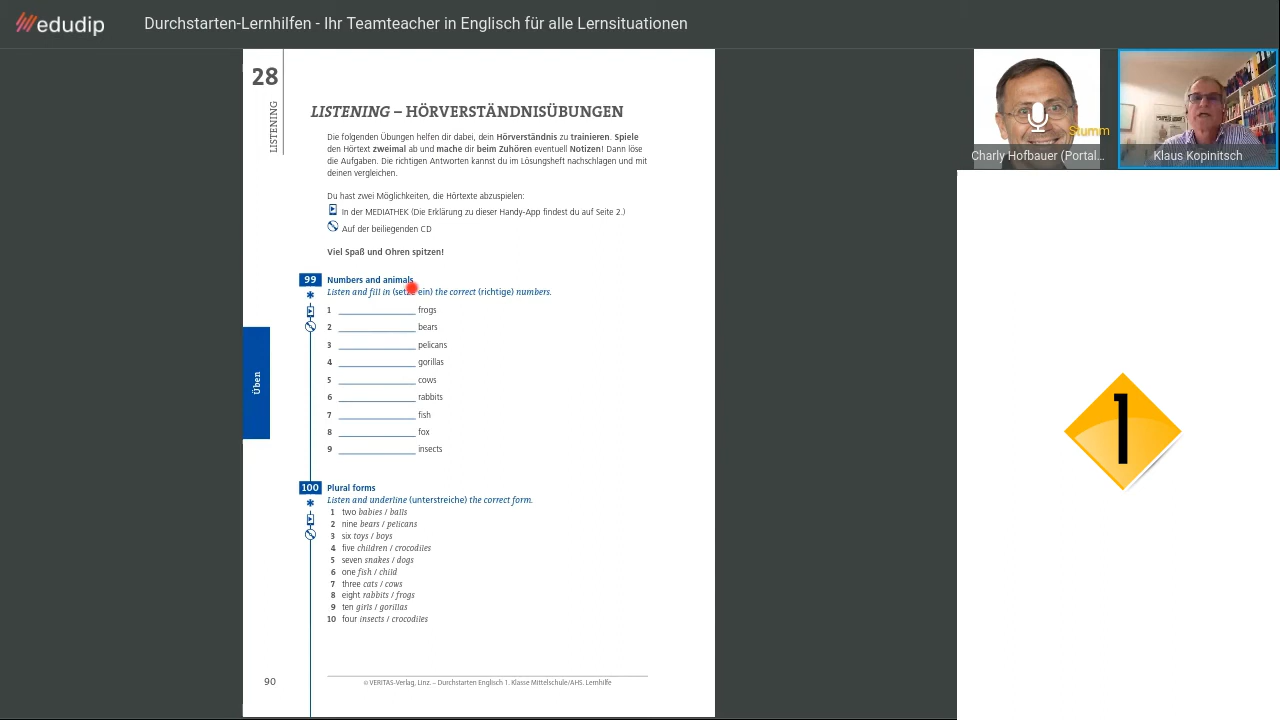 edudip
Durchstarten-Lernhilfen - Ihr Teamteacher in Englisch für alle Lernsituationen
28
LISTENING
LISTENING – HÖRVERSTÄNDNISÜBUNGEN
Die folgenden Übungen helfen dir dabei, dein Hörverständnis zu trainieren. Spiele
den Hörtext zweimal ab und mache dir beim Zuhören eventuell Notizen! Dann löse
die Aufgaben. Die richtigen Antworten kannst du im Lösungsheft nachschlagen und mit
deinen vergleichen.
Du hast zwei Möglichkeiten, die Hörtexte abzuspielen:
In der MEDIATHEK (Die Erklärung zu dieser Handy-App findest du auf Seite 2.)
Auf der beiliegenden CD
Viel Spaß und Ohren spitzen!
99 Numbers and animals
Listen and fill in (setze ein) the correct (richtige) numbers.
1 ________ frogs
2 ________ bears
3 ________ pelicans
4 ________ gorillas
5 ________ cows
6 ________ rabbits
7 ________ fish
8 ________ fox
9 ________ insects
Üben
100 Plural forms
Listen and underline (unterstreiche) the correct form.
1 two babies / balls
2 nine bears / pelicans
3 six toys / boys
4 five children / crocodiles
5 seven snakes / dogs
6 one fish / child
7 three cats / cows
8 eight rabbits / frogs
9 ten girls / gorillas
10 four insects / crocodiles
90
© VERITAS-Verlag, Linz. – Durchstarten Englisch 1. Klasse Mittelschule/AHS. Lernhilfe
Stumm
Charly Hofbauer (Portal...
Klaus Kopinitsch
1